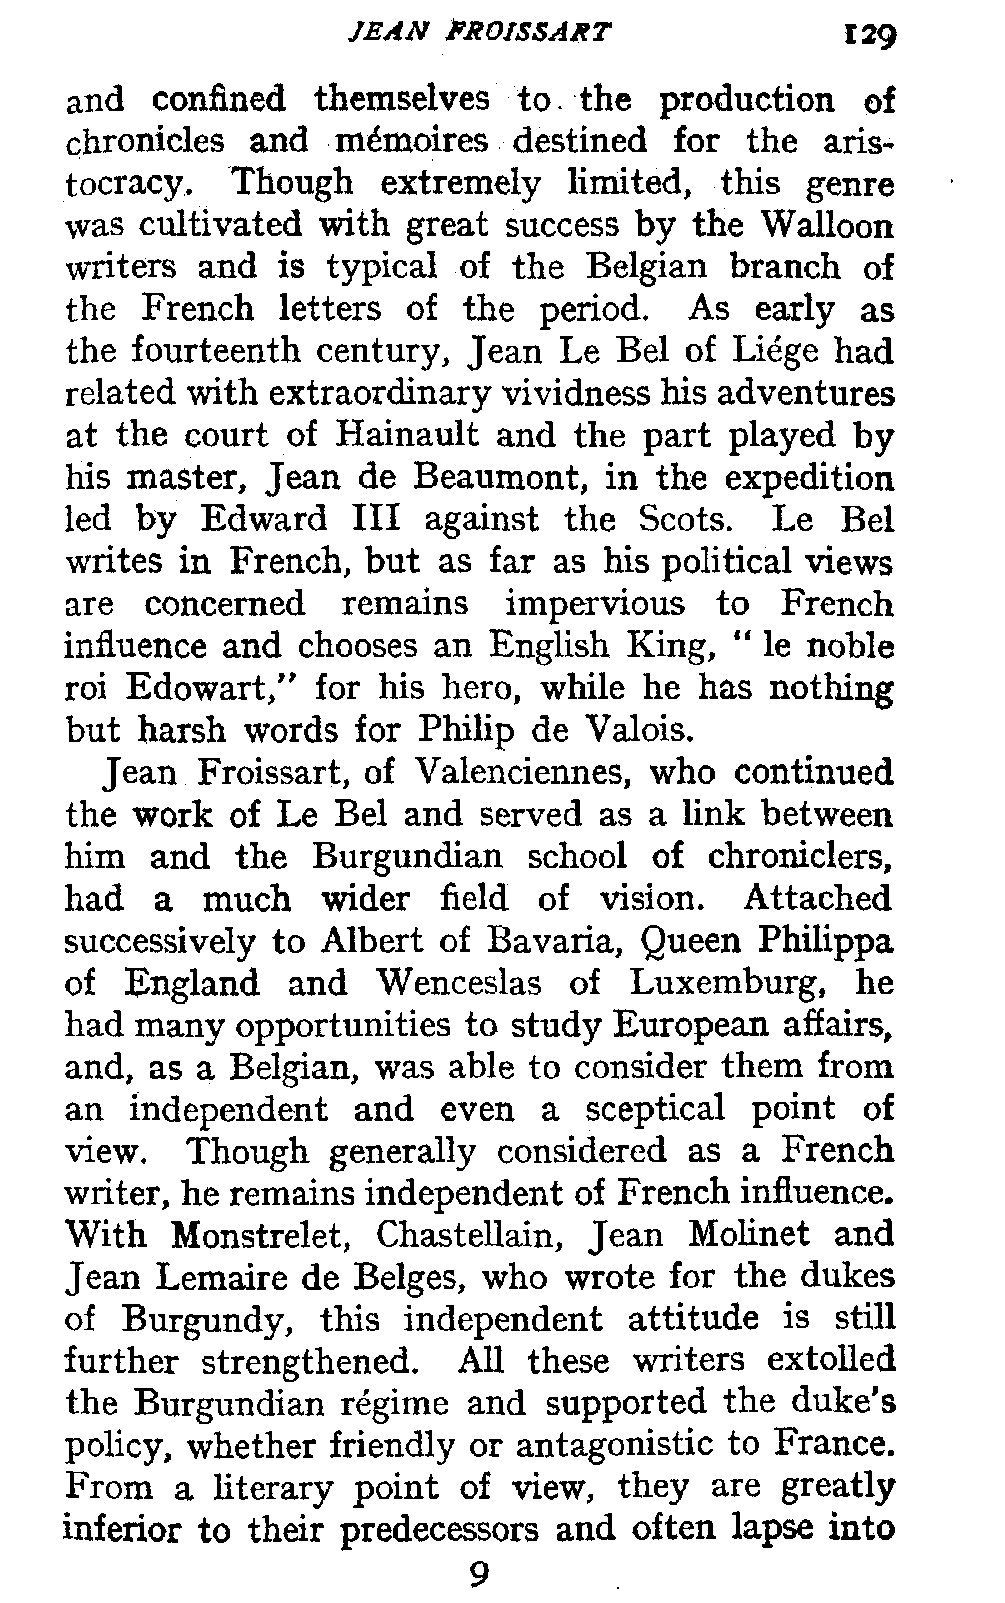 JEAN FROISSART 129
and confined themselves to the production of
chronicles and mémoires destined for the aris-
tocracy. Though extremely limited, this genre
was cultivated with great success by the Walloon
writers and is typical of the Belgian branch of
the French letters of the period. As early as
the fourteenth century, Jean Le Bel of Liége had
related with extraordinary vividness his adventures
at the court of Hainault and the part played by
his master, Jean de Beaumont, in the expedition
led by Edward III against the Scots. Le Bel
writes in French, but as far as his political views
are concerned remains impervious to French
influence and chooses an English King, " le noble
roi Edowart," for his hero, while he has nothing
but harsh words for Philip de Valois.
Jean Froissart, of Valenciennes, who continued
the work of Le Bel and served as a link between
him and the Burgundian school of chroniclers,
had a much wider field of vision. Attached
successively to Albert of Bavaria, Queen Philippa
of England and Wenceslas of Luxemburg, he
had many opportunities to study European affairs,
and, as a Belgian, was able to consider them from
an independent and even a sceptical point of
view. Though generally considered as a French
writer, he remains independent of French influence.
With Monstrelet, Chastellain, Jean Molinet and
Jean Lemaire de Belges, who wrote for the dukes
of Burgundy, this independent attitude is still
further strengthened. All these writers extolled
the Burgundian régime and supported the duke's
policy, whether friendly or antagonistic to France.
From a literary point of view, they are greatly
inferior to their predecessors and often lapse into
9